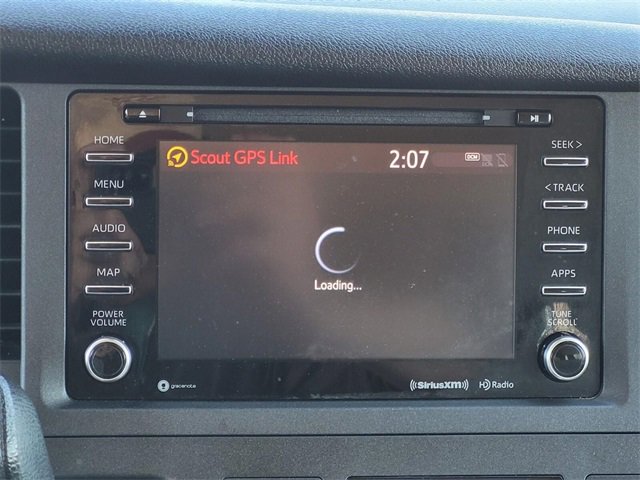 HOME
MENU
AUDIO
MAP
POWER
VOLUME
Scout GPS Link 2:07 DCM
Loading...
SEEK >
< TRACK
PHONE
APPS
TUNE
SCROLL
gracenote
((SiriusXM)) HD Radio